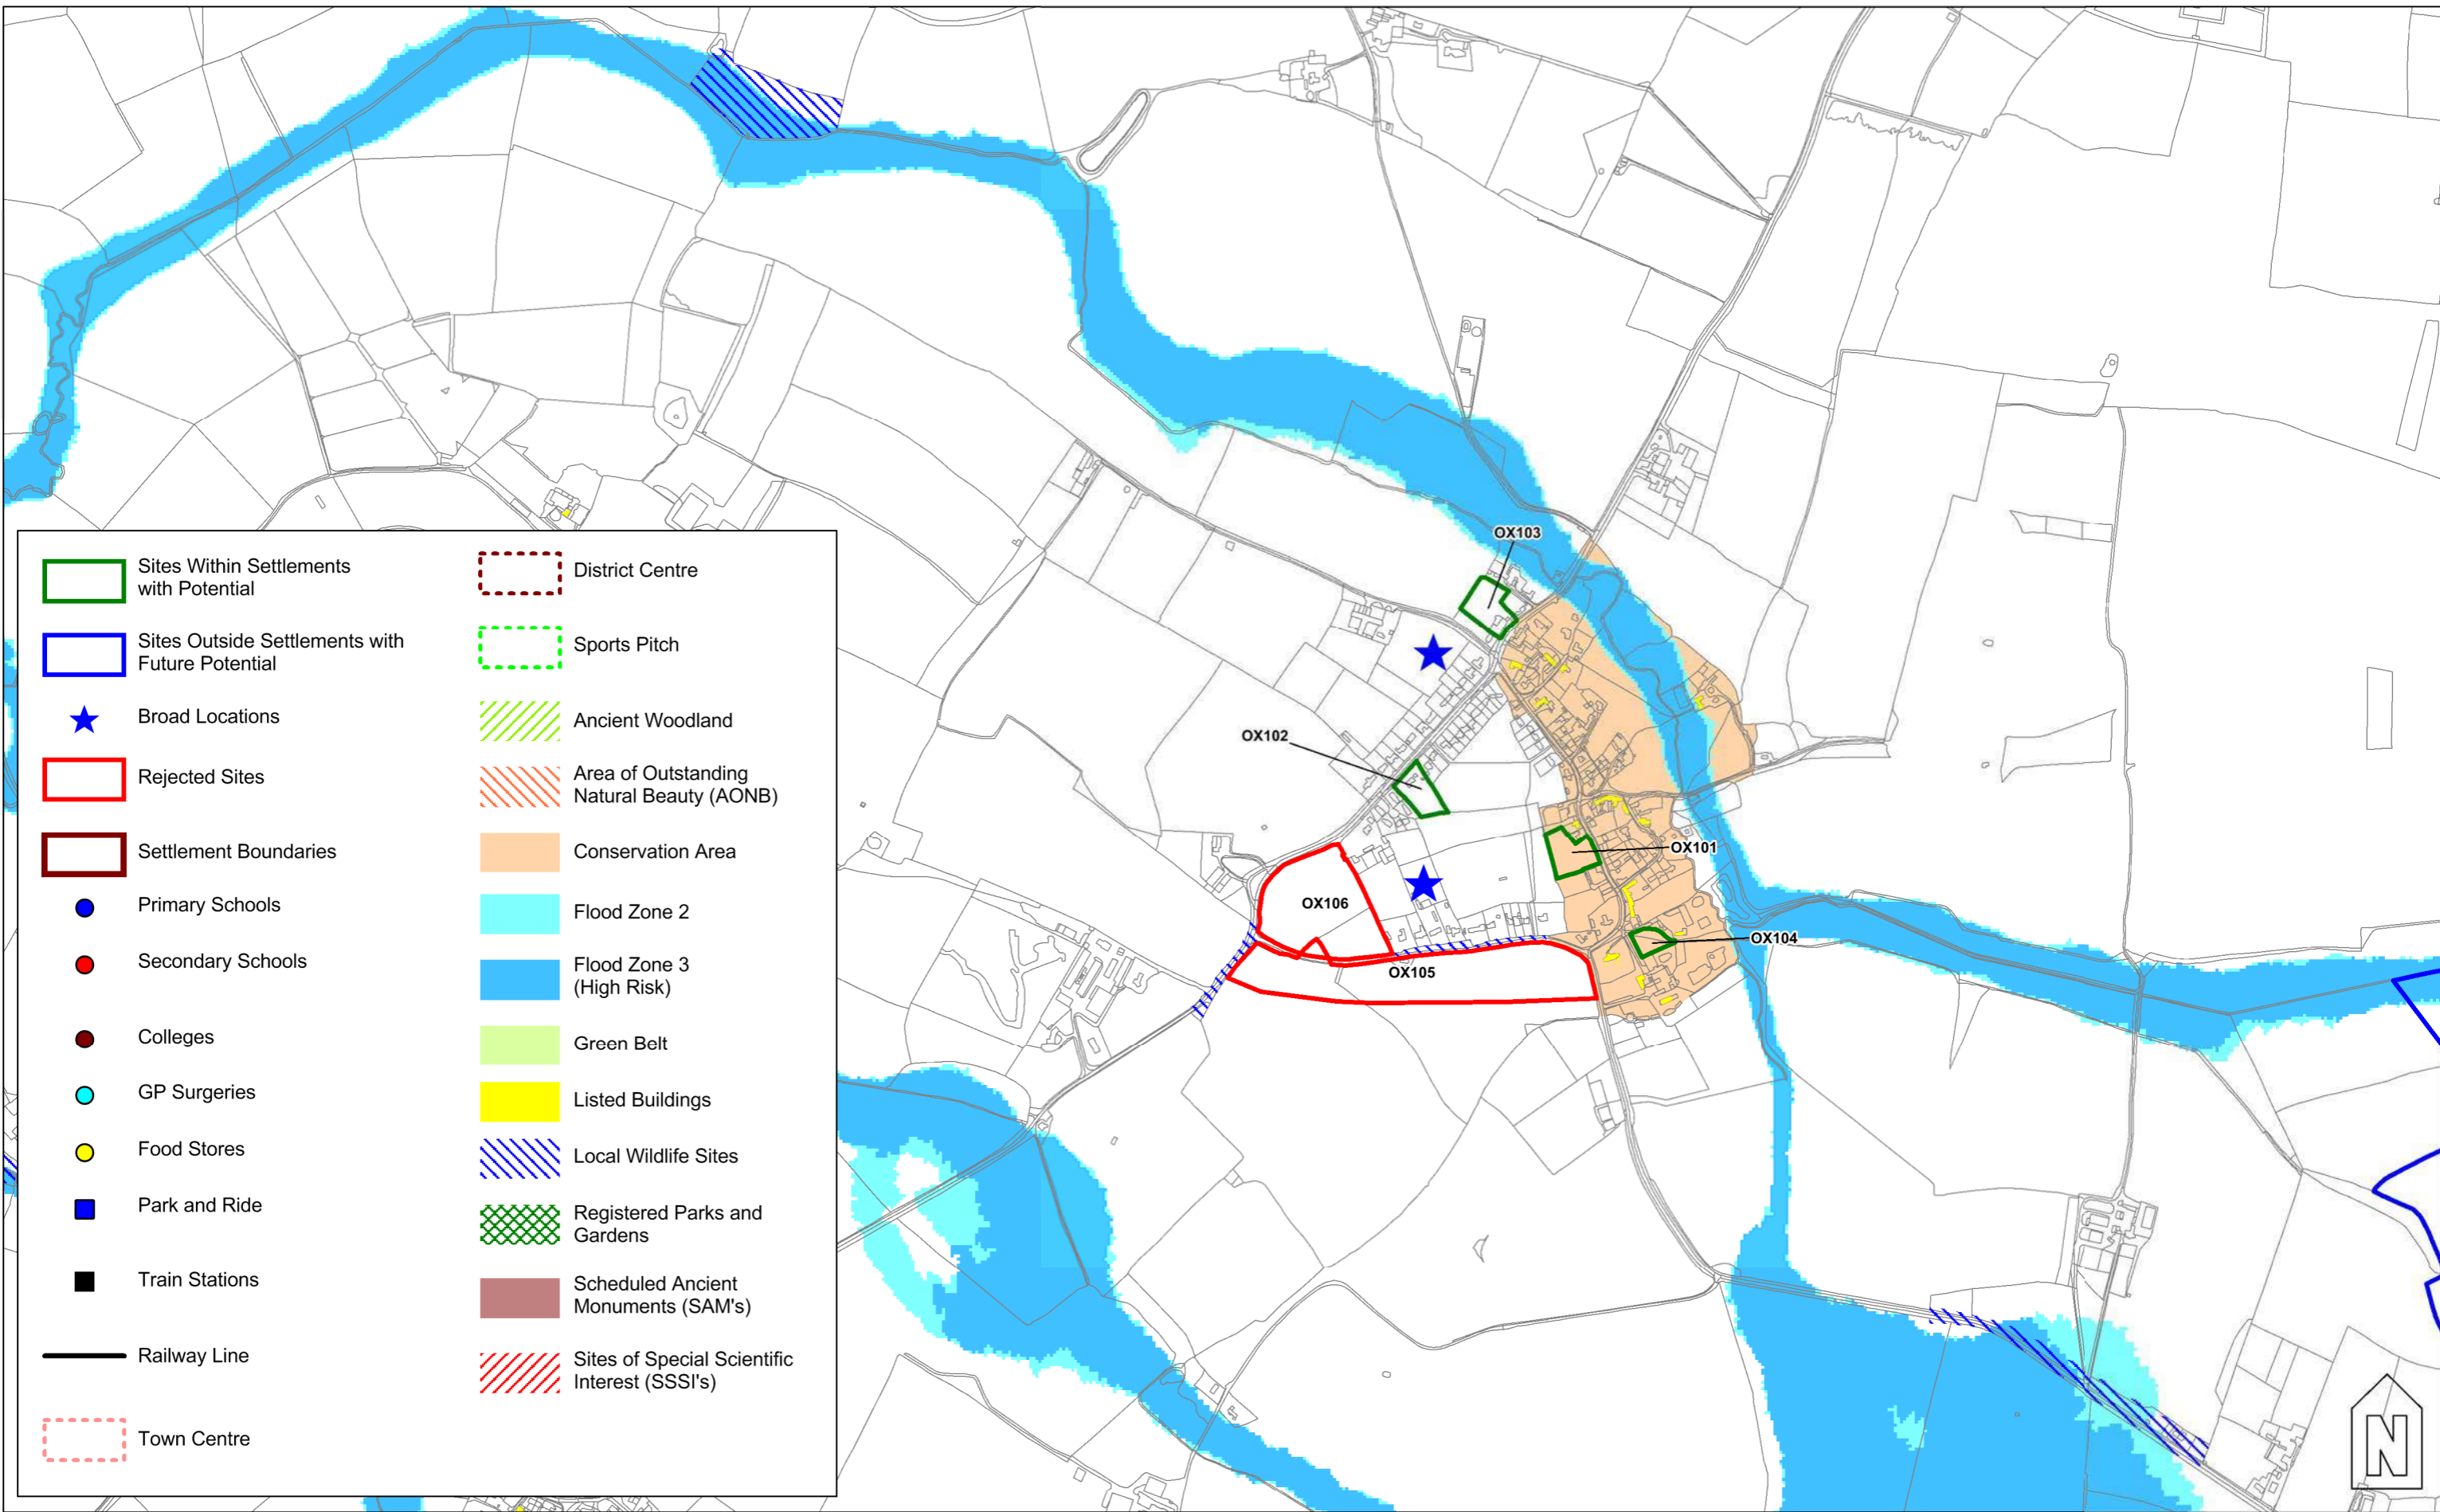 OX103
OX102
OX101
OX106
OX104
OX105
Sites Within Settlements
with Potential
Sites Outside Settlements with
Future Potential
Broad Locations
Rejected Sites
Settlement Boundaries
Primary Schools
Secondary Schools
Colleges
GP Surgeries
Food Stores
Park and Ride
Train Stations
Railway Line
Town Centre
District Centre
Sports Pitch
Ancient Woodland
Area of Outstanding
Natural Beauty (AONB)
Conservation Area
Flood Zone 2
Flood Zone 3
(High Risk)
Green Belt
Listed Buildings
Local Wildlife Sites
Registered Parks and
Gardens
Scheduled Ancient
Monuments (SAM's)
Sites of Special Scientific
Interest (SSSI's)
N